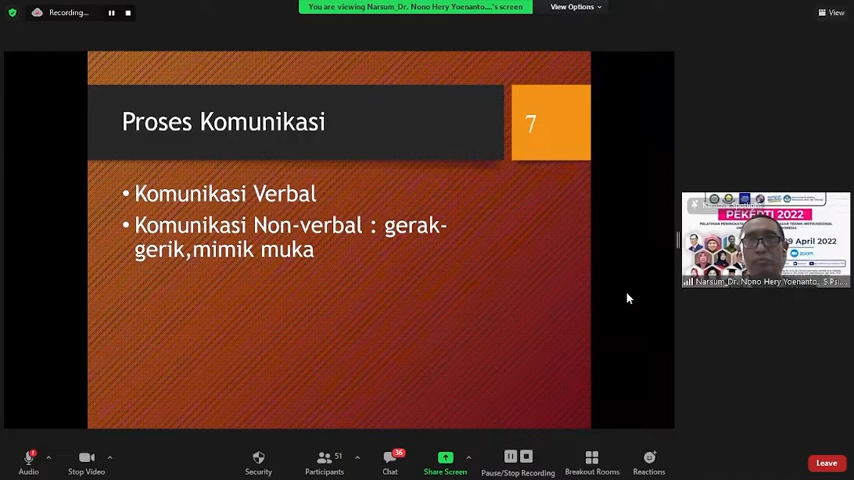 Recording...
You are viewing Narsum_Dr. Nono Hery Yoenanto....'s screen
View Options
View
Proses Komunikasi
7
• Komunikasi Verbal
• Komunikasi Non-verbal : gerak-
gerik,mimik muka
PEKERTI 2022
April 2022
zoom
Narsum_Dr. Nono Hery Yoenanto, S.Psi....
Audio
Stop Video
Security
Participants
51
Chat
36
Share Screen
Pause/Stop Recording
Breakout Rooms
Reactions
Leave